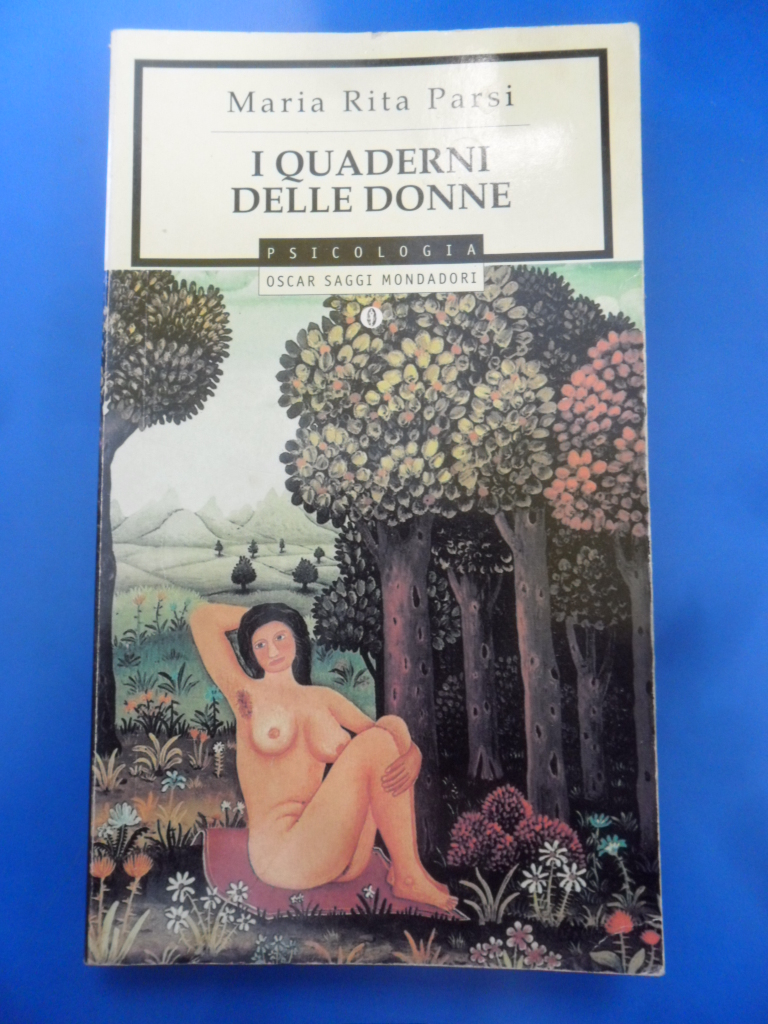 Maria Rita Parsi
I QUADERNI
DELLE DONNE
PSICOLOGIA
OSCAR SAGGI MONDADORI